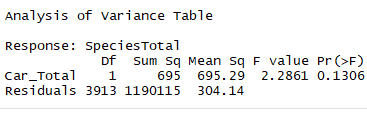 Analysis of Variance Table
Response: SpeciesTotal
Df Sum Sq Mean Sq F value Pr(>F)
Car_Total 1 695 695.29 2.2861 0.1306
Residuals 3913 1190115 304.14